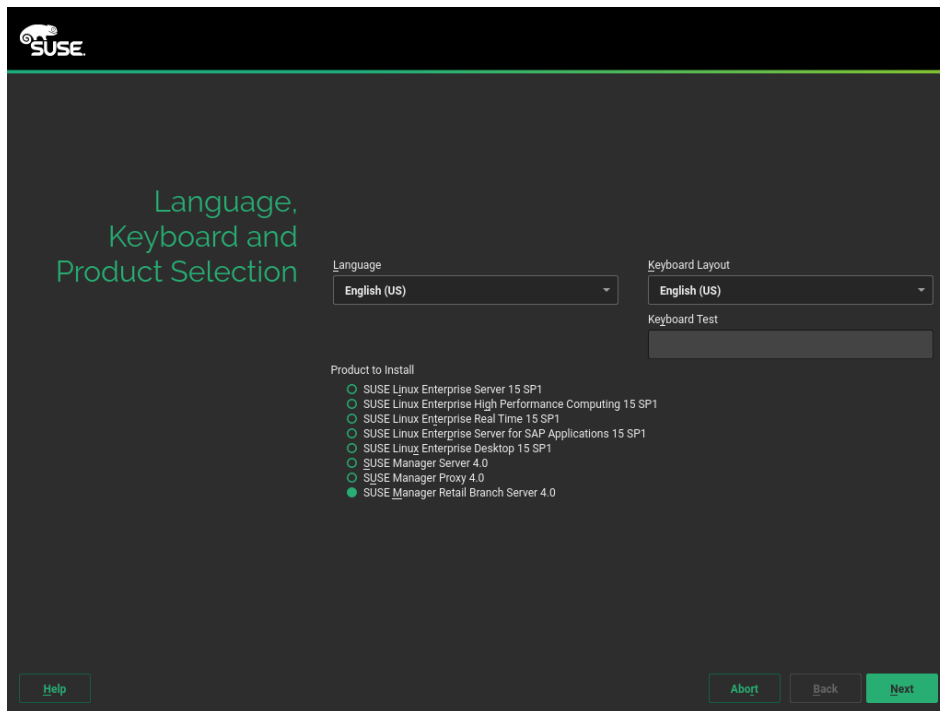 SUSE.
Language,
Keyboard and
Product Selection
Language
Keyboard Layout
English (US)
English (US)
Keyboard Test
Product to Install
SUSE Linux Enterprise Server 15 SP1
SUSE Linux Enterprise High Performance Computing 15 SP1
SUSE Linux Enterprise Real Time 15 SP1
SUSE Linux Enterprise Server for SAP Applications 15 SP1
SUSE Linux Enterprise Desktop 15 SP1
SUSE Manager Server 4.0
SUSE Manager Proxy 4.0
SUSE Manager Retail Branch Server 4.0
Help
Abort
Back
Next